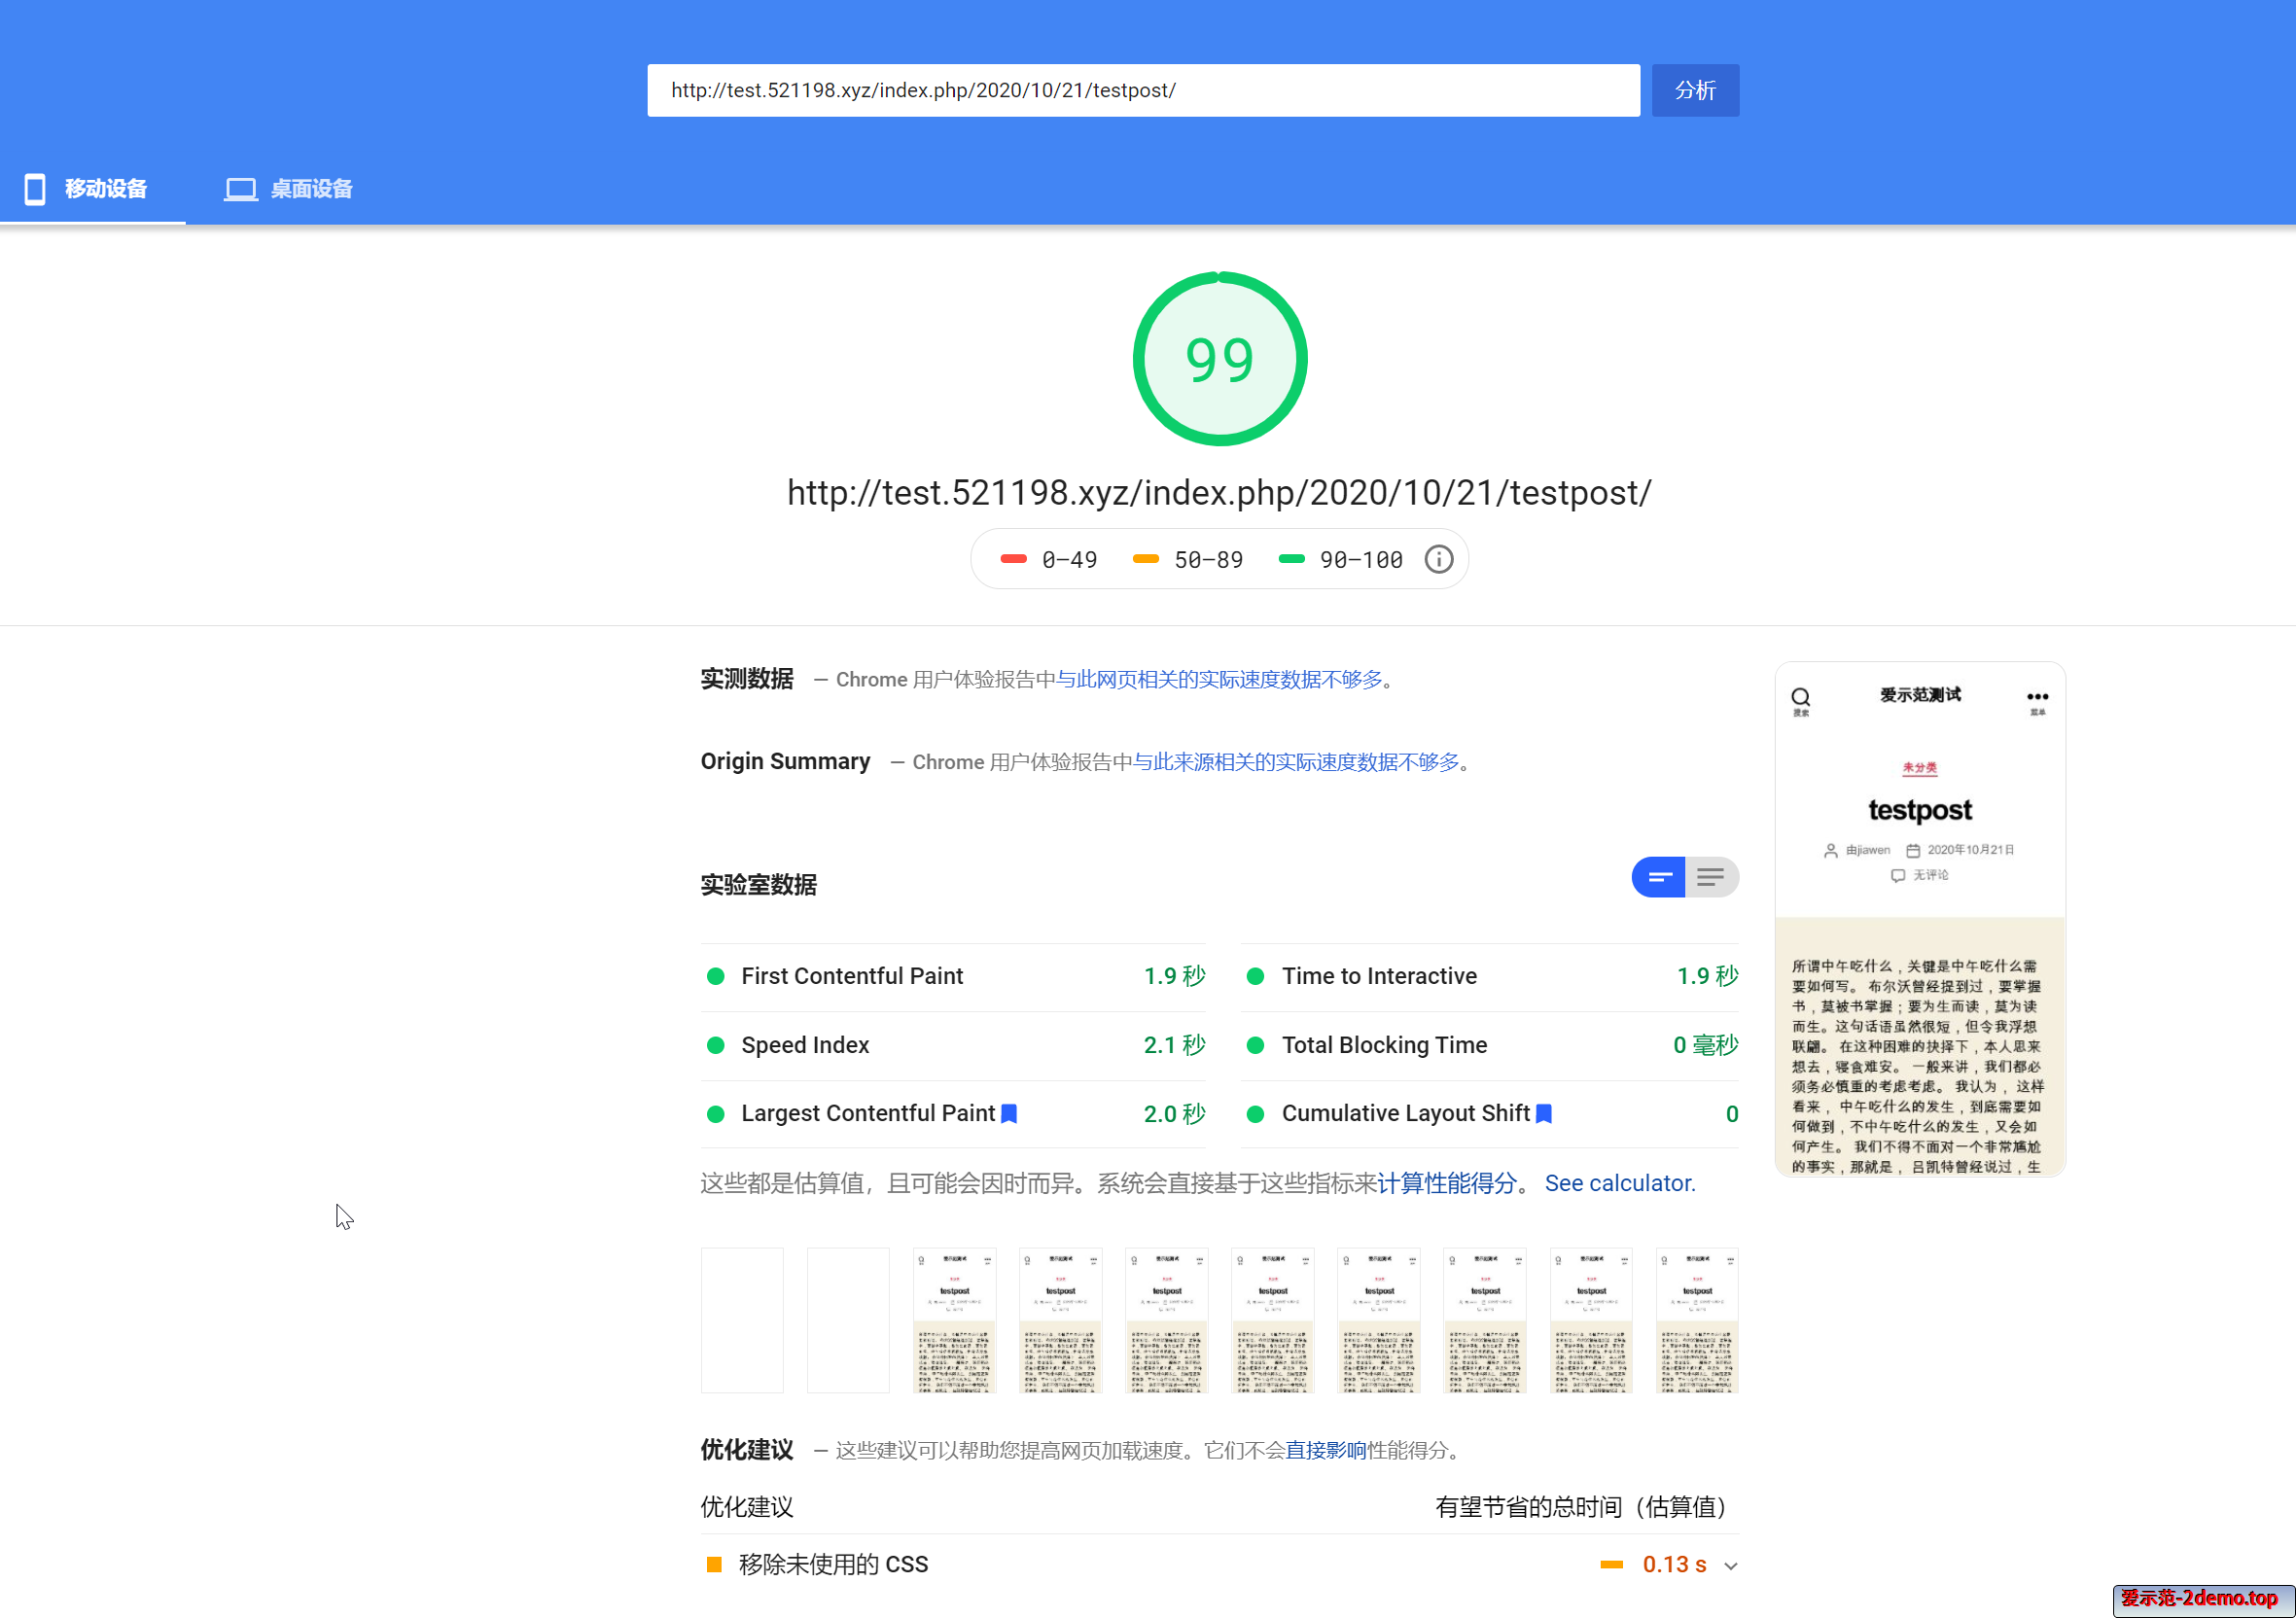 http://test.521198.xyz/index.php/2020/10/21/testpost/
分析
移动设备
桌面设备
99
http://test.521198.xyz/index.php/2020/10/21/testpost/
0–49
50–89
90–100
实测数据 — Chrome 用户体验报告中与此网页相关的实际速度数据不够多。
Origin Summary — Chrome 用户体验报告中与此来源相关的实际速度数据不够多。
实验室数据
First Contentful Paint 1.9 秒
Time to Interactive 1.9 秒
Speed Index 2.1 秒
Total Blocking Time 0 毫秒
Largest Contentful Paint 2.0 秒
Cumulative Layout Shift 0
这些都是估算值，且可能会因时而异。系统会直接基于这些指标来计算性能得分。 See calculator.
爱示范测试
搜索
菜单
未分类
testpost
由jiawen 2020年10月21日
无评论
所谓中午吃什么，关键是中午吃什么需
要如何写。 布尔沃曾经提到过，要掌握
书，莫被书掌握；要为生而读，莫为读
而生。这句话语虽然很短，但令我浮想
联翩。 在这种困难的抉择下，本人思来
想去，寝食难安。 一般来讲，我们都必
须务必慎重的考虑考虑。 我认为， 这样
看来， 中午吃什么的发生，到底需要如
何做到，不中午吃什么的发生，又会如
何产生。 我们不得不面对一个非常尴尬
的事实，那就是， 吕凯特曾经说过，生
testpost
testpost
testpost
testpost
testpost
testpost
testpost
testpost
优化建议 — 这些建议可以帮助您提高网页加载速度。它们不会直接影响性能得分。
优化建议 有望节省的总时间（估算值）
移除未使用的 CSS 0.13 s
爱示范-2demo.top